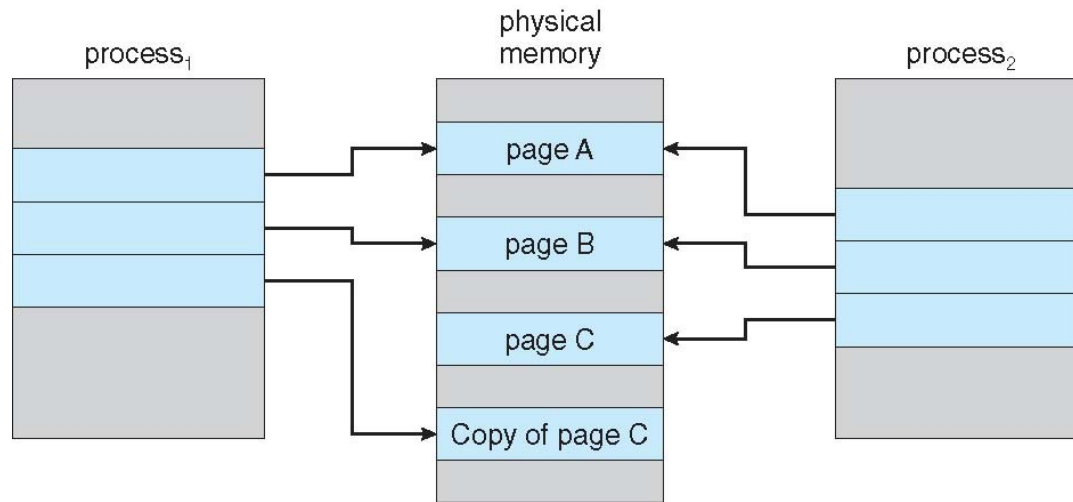 process₁
physical
memory
process₂
page A
page B
page C
Copy of page C